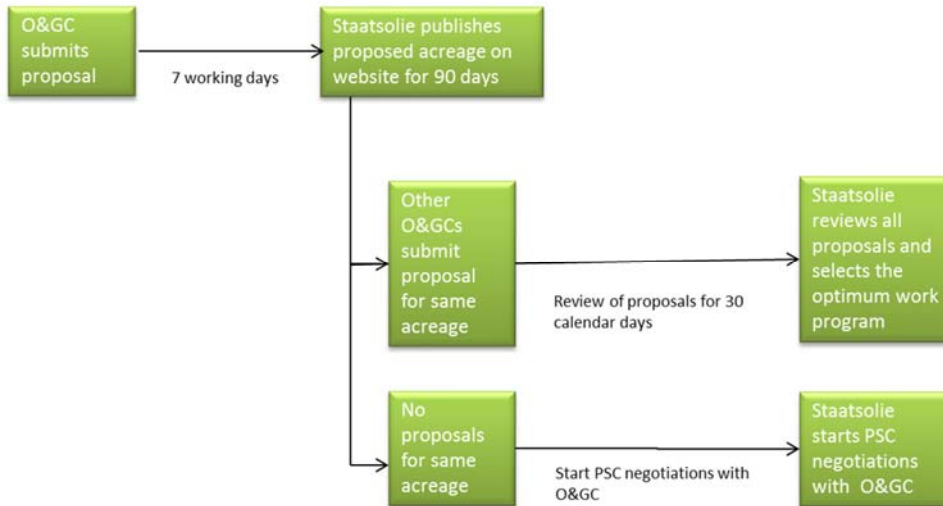 O&GC
submits
proposal
7 working days
Staatsolie publishes
proposed acreage on
website for 90 days
Other
O&GCs
submit
proposal
for same
acreage
Review of proposals for 30
calendar days
Staatsolie
reviews all
proposals and
selects the
optimum work
program
No
proposals
for same
acreage
Start PSC negotiations with
O&GC
Staatsolie
starts PSC
negotiations
with O&GC